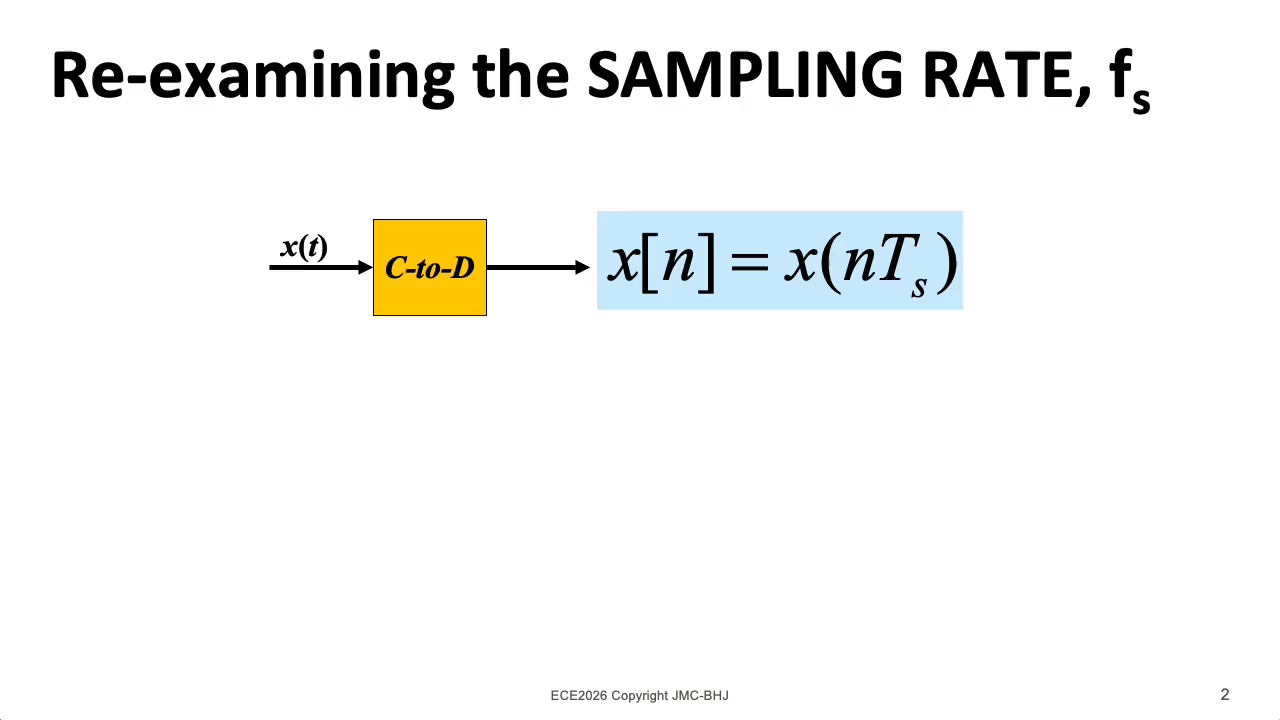 Re-examining the SAMPLING RATE, fs
x(t)
C-to-D
x[n] = x(nTs)
ECE2026 Copyright JMC-BHJ
2